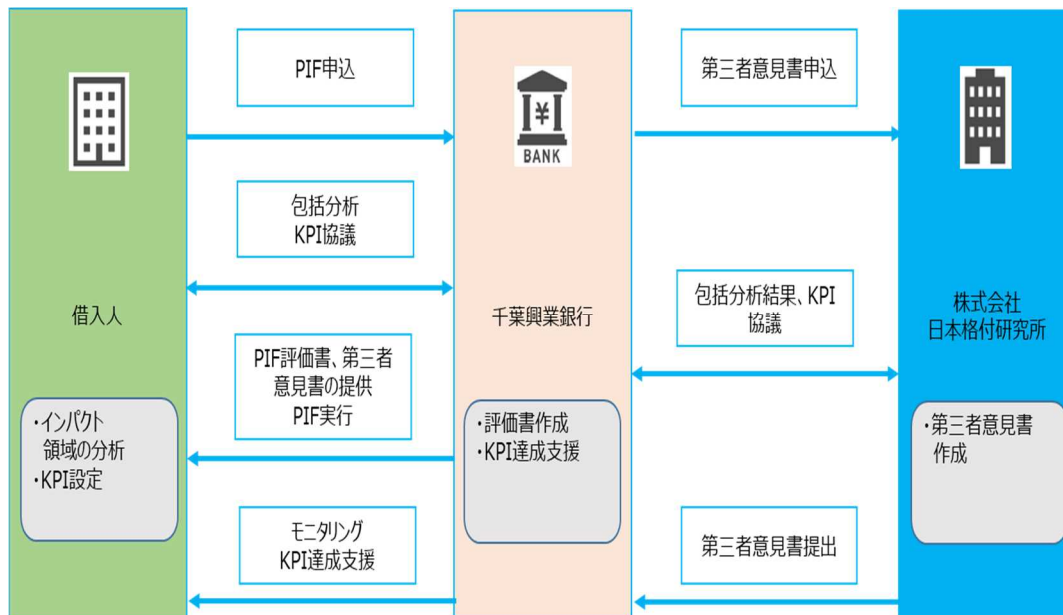 PIF申込
第三者意見書申込
¥
BANK
包括分析
KPI協議
包括分析結果、KPI
協議
借入人
千葉興業銀行
株式会社
日本格付研究所
PIF評価書、第三者
意見書の提供
PIF実行
・インパクト
領域の分析
・KPI設定
・評価書作成
・KPI達成支援
・第三者意見書
作成
モニタリング
KPI達成支援
第三者意見書提出